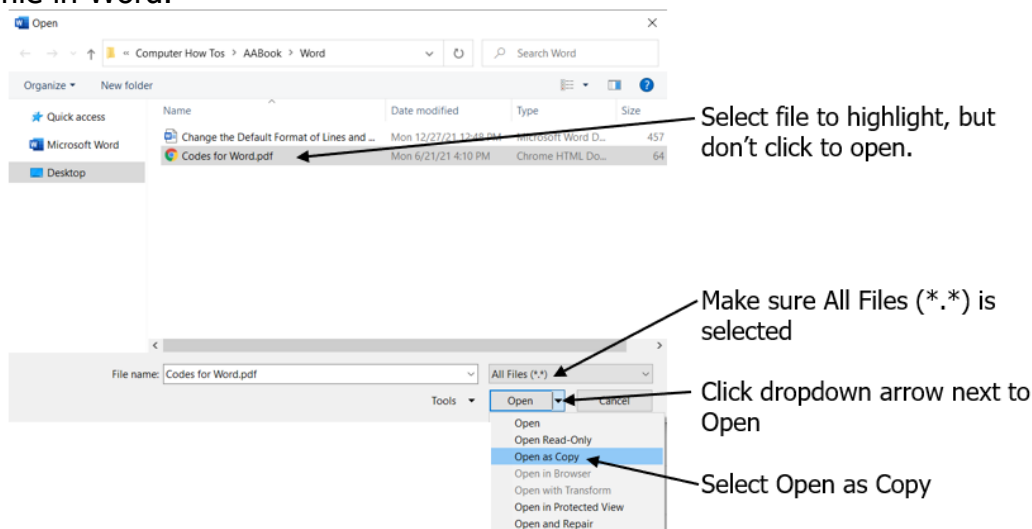 file in Word.
Open
« Computer How Tos > AABook > Word
Search Word
Organize
New folder
Name
Date modified
Type
Size
Quick access
Microsoft Word
Desktop
Change the Default Format of Lines and ...
Mon 12/27/21 12:48 PM
Microsoft Word D...
457
Codes for Word.pdf
Mon 6/21/21 4:10 PM
Chrome HTML Do...
64
Select file to highlight, but
don't click to open.
Make sure All Files (*.*) is
selected
File name:
Codes for Word.pdf
All Files (*.*)
Tools
Open
Cancel
Click dropdown arrow next to
Open
Open
Open Read-Only
Open as Copy
Open in Browser
Open with Transform
Open in Protected View
Open and Repair
Select Open as Copy